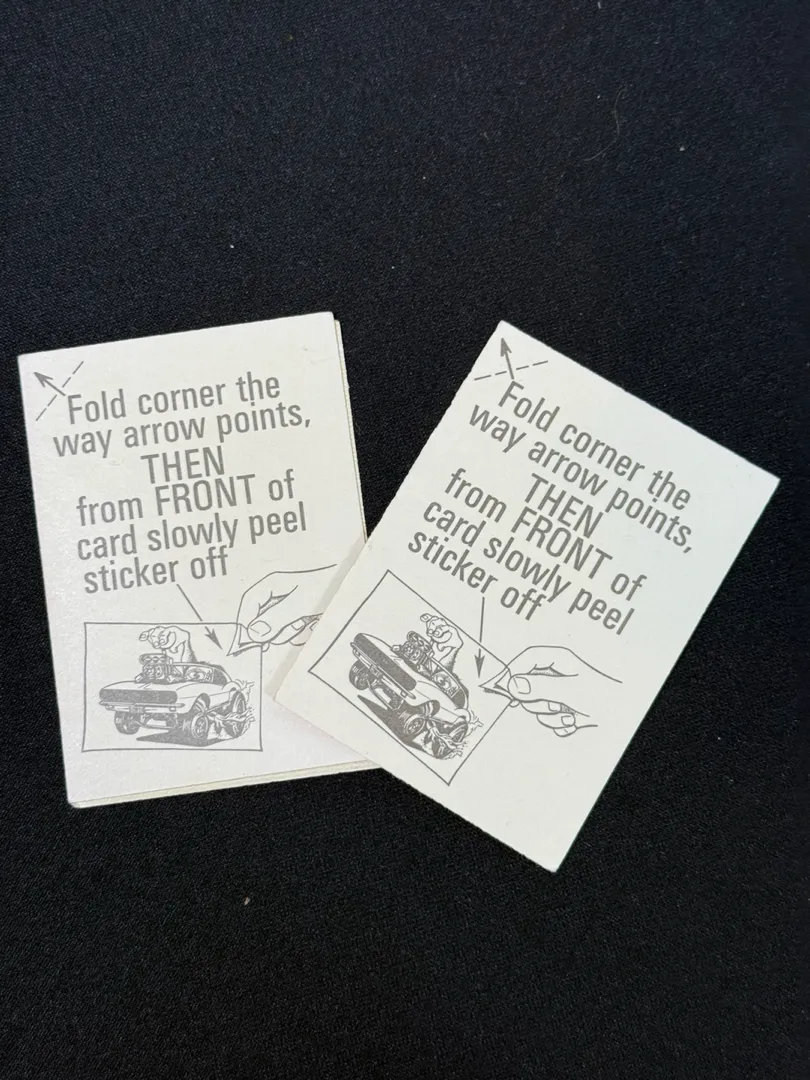 Fold corner the
way arrow points,
THEN
from FRONT of
card slowly peel
sticker off
Fold corner the
way arrow points,
THEN
from FRONT of
card slowly peel
sticker off